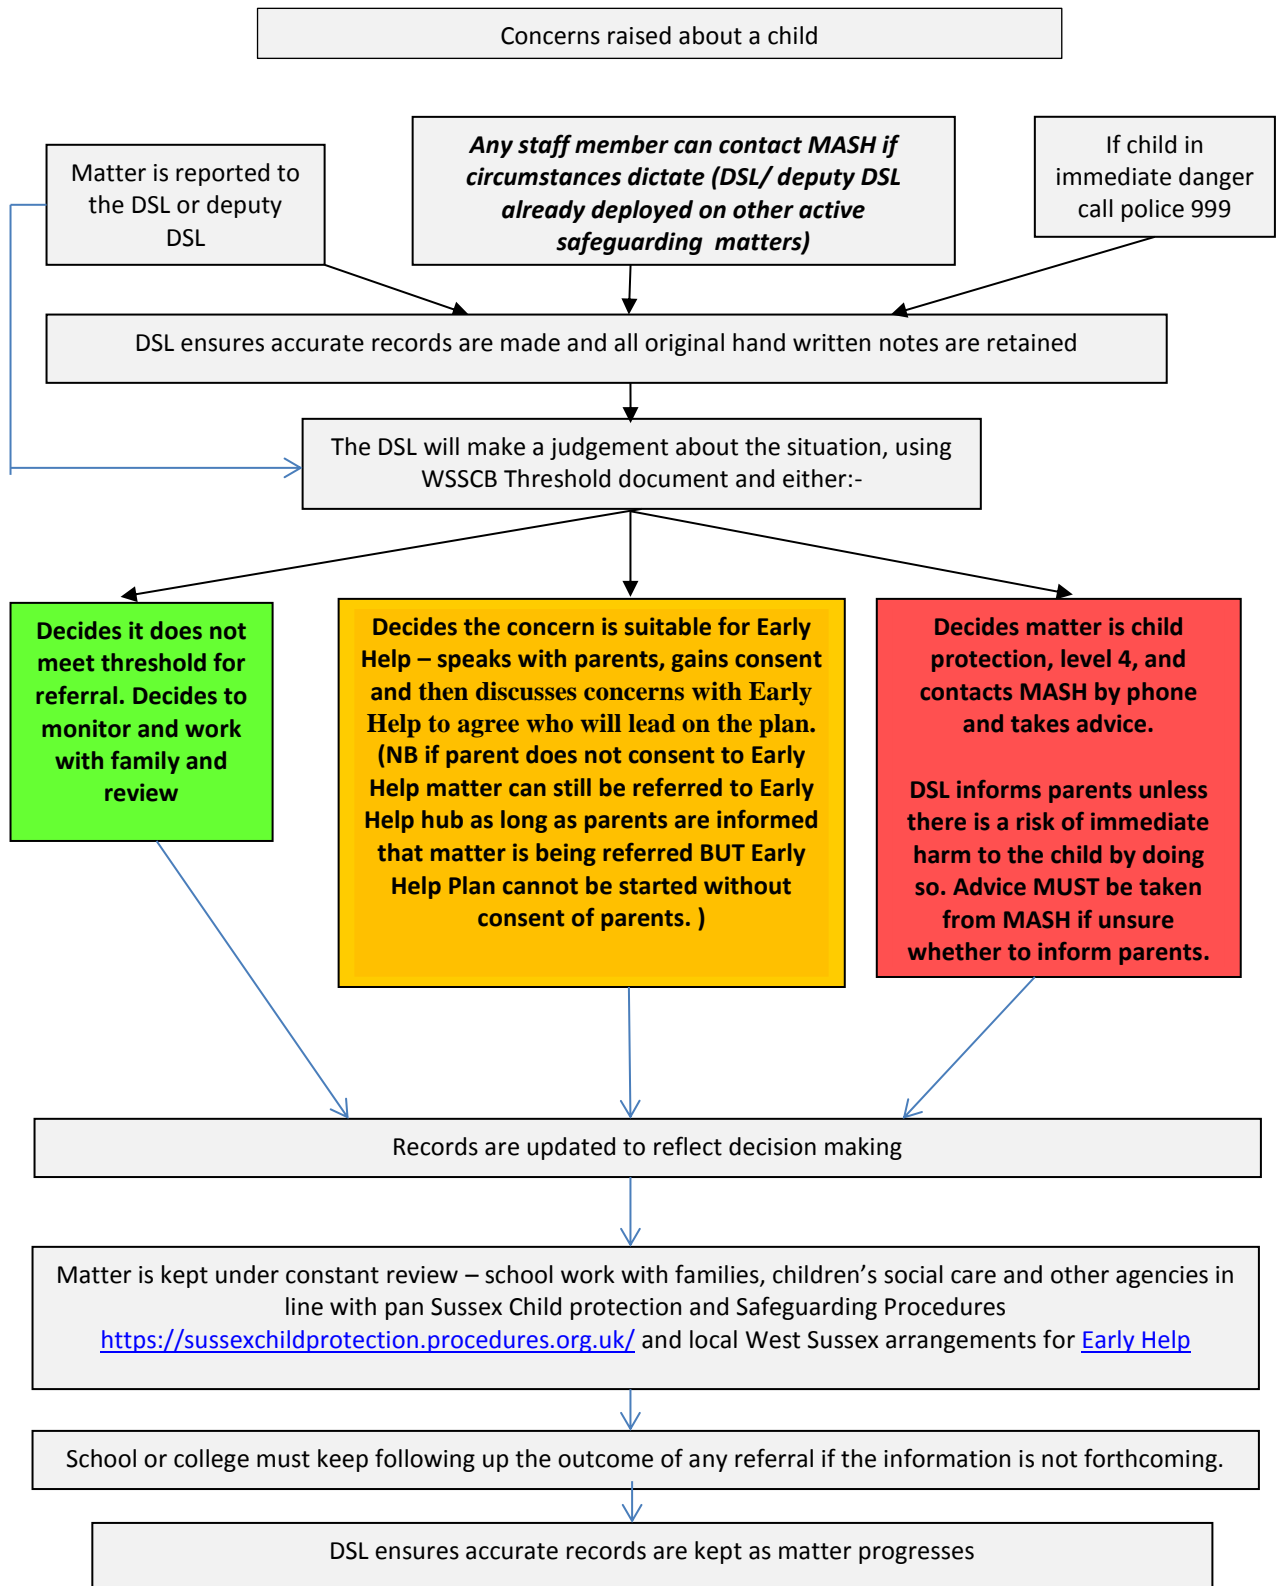 Concerns raised about a child
Matter is reported to
the DSL or deputy
DSL
Any staff member can contact MASH if
circumstances dictate (DSL/ deputy DSL
already deployed on other active
safeguarding matters)
If child in
immediate danger
call police 999
DSL ensures accurate records are made and all original hand written notes are retained
The DSL will make a judgement about the situation, using
WSSCB Threshold document and either:-
Decides it does not
meet threshold for
referral. Decides to
monitor and work
with family and
review
Decides the concern is suitable for Early
Help – speaks with parents, gains consent
and then discusses concerns with Early
Help to agree who will lead on the plan.
(NB if parent does not consent to Early
Help matter can still be referred to Early
Help hub as long as parents are informed
that matter is being referred BUT Early
Help Plan cannot be started without
consent of parents. )
Decides matter is child
protection, level 4, and
contacts MASH by phone
and takes advice.
DSL informs parents unless
there is a risk of immediate
harm to the child by doing
so. Advice MUST be taken
from MASH if unsure
whether to inform parents.
Records are updated to reflect decision making
Matter is kept under constant review – school work with families, children’s social care and other agencies in
line with pan Sussex Child protection and Safeguarding Procedures
https://sussexchildprotection.procedures.org.uk/ and local West Sussex arrangements for Early Help
School or college must keep following up the outcome of any referral if the information is not forthcoming.
DSL ensures accurate records are kept as matter progresses